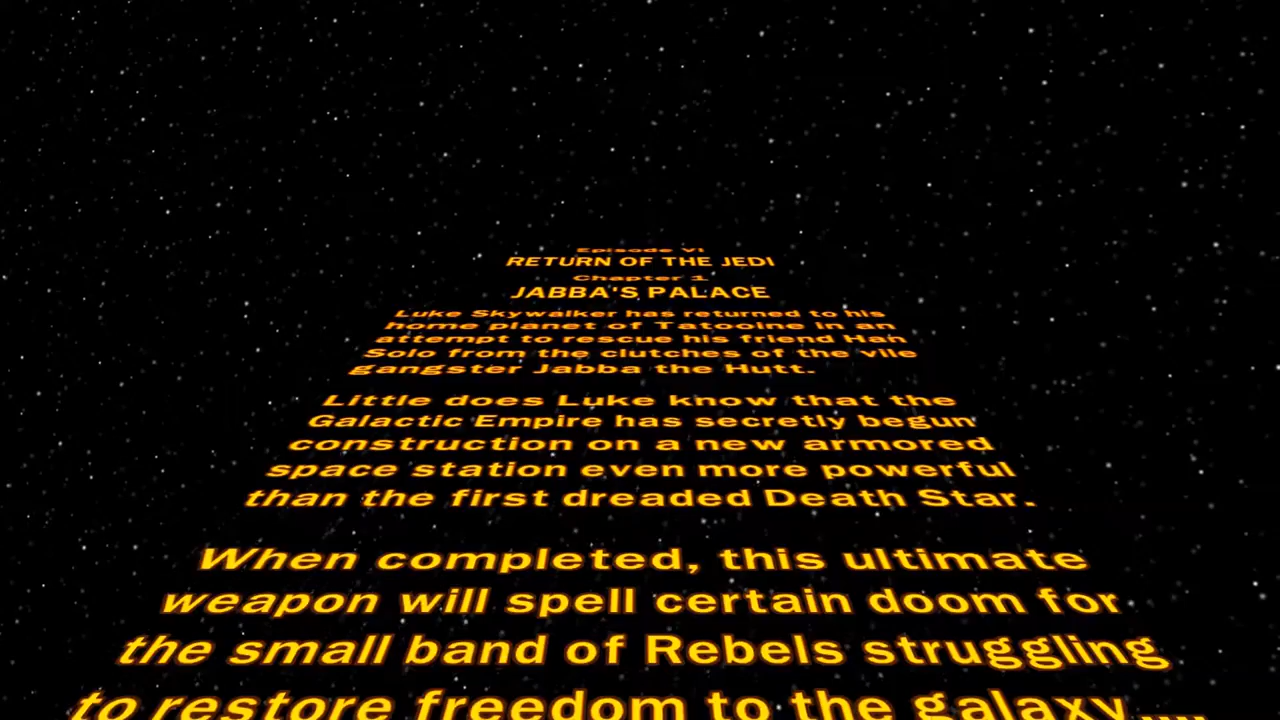 Episode VI
RETURN OF THE JEDI
Chapter 1
JABBA'S PALACE
Luke Skywalker has returned to his
home planet of Tatooine in an
attempt to rescue his friend Han
Solo from the clutches of the vile
gangster Jabba the Hutt.
Little does Luke know that the
Galactic Empire has secretly begun
construction on a new armored
space station even more powerful
than the first dreaded Death Star.
When completed, this ultimate
weapon will spell certain doom for
the small band of Rebels struggling
to restore freedom to the galaxy....